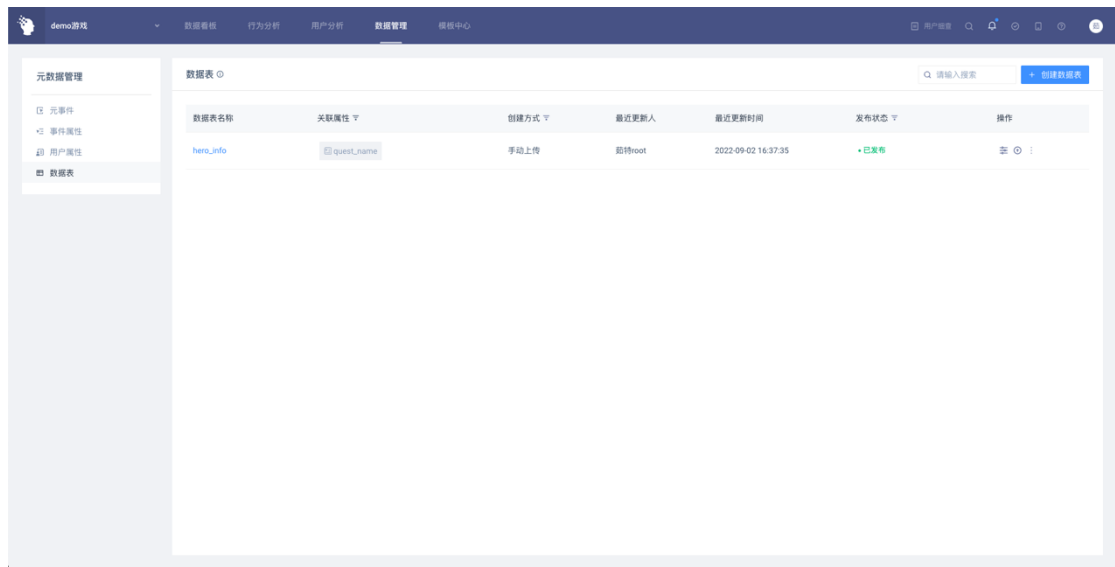 demo游戏 数据看板 行为分析 用户分析 数据管理 模板中心 用户运营 茹
元数据管理
元事件
事件属性
用户属性
数据表
数据表 请输入搜索 + 创建数据表
数据表名称 关联属性 创建方式 最近更新人 最近更新时间 发布状态 操作
hero_info quest_name 手动上传 茹特root 2022-09-02 16:37:35 已发布